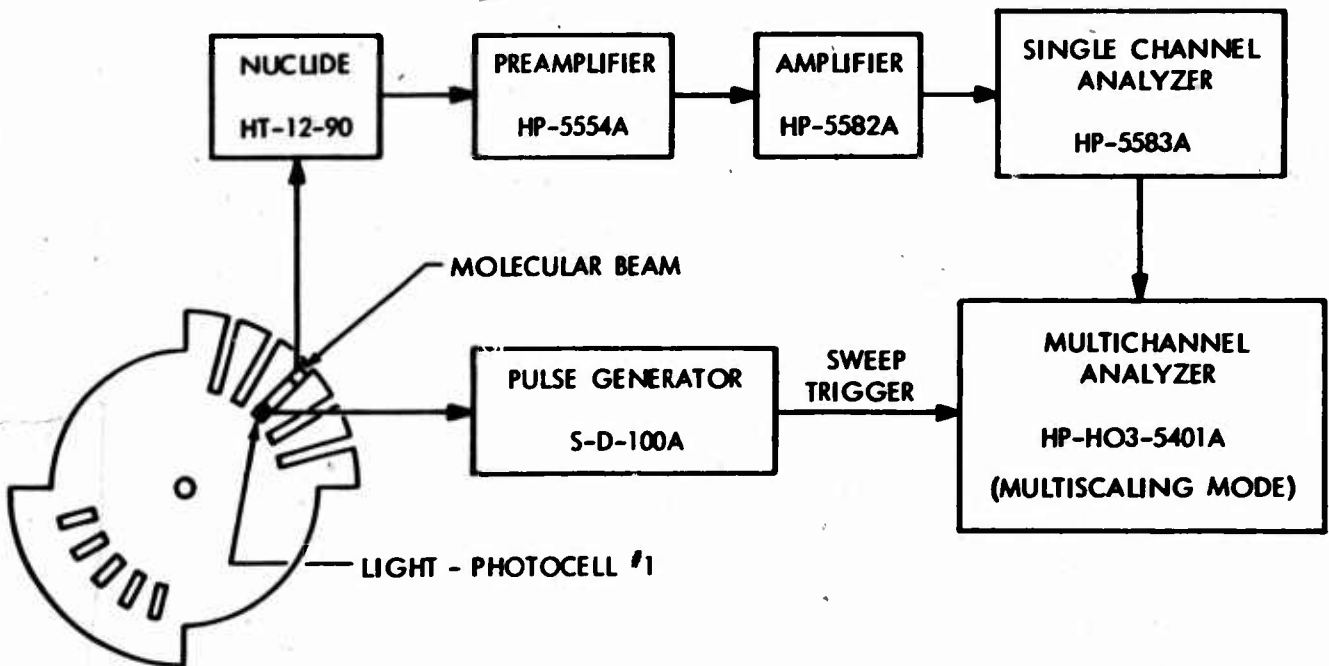 NUCLIDE
HT-12-90
PREAMPLIFIER
HP-5554A
AMPLIFIER
HP-5582A
SINGLE CHANNEL
ANALYZER
HP-5583A
MOLECULAR BEAM
PULSE GENERATOR
S-D-100A
SWEEP
TRIGGER
MULTICHANNEL
ANALYZER
HP-HO3-5401A
(MULTISCALING MODE)
LIGHT - PHOTOCELL #1